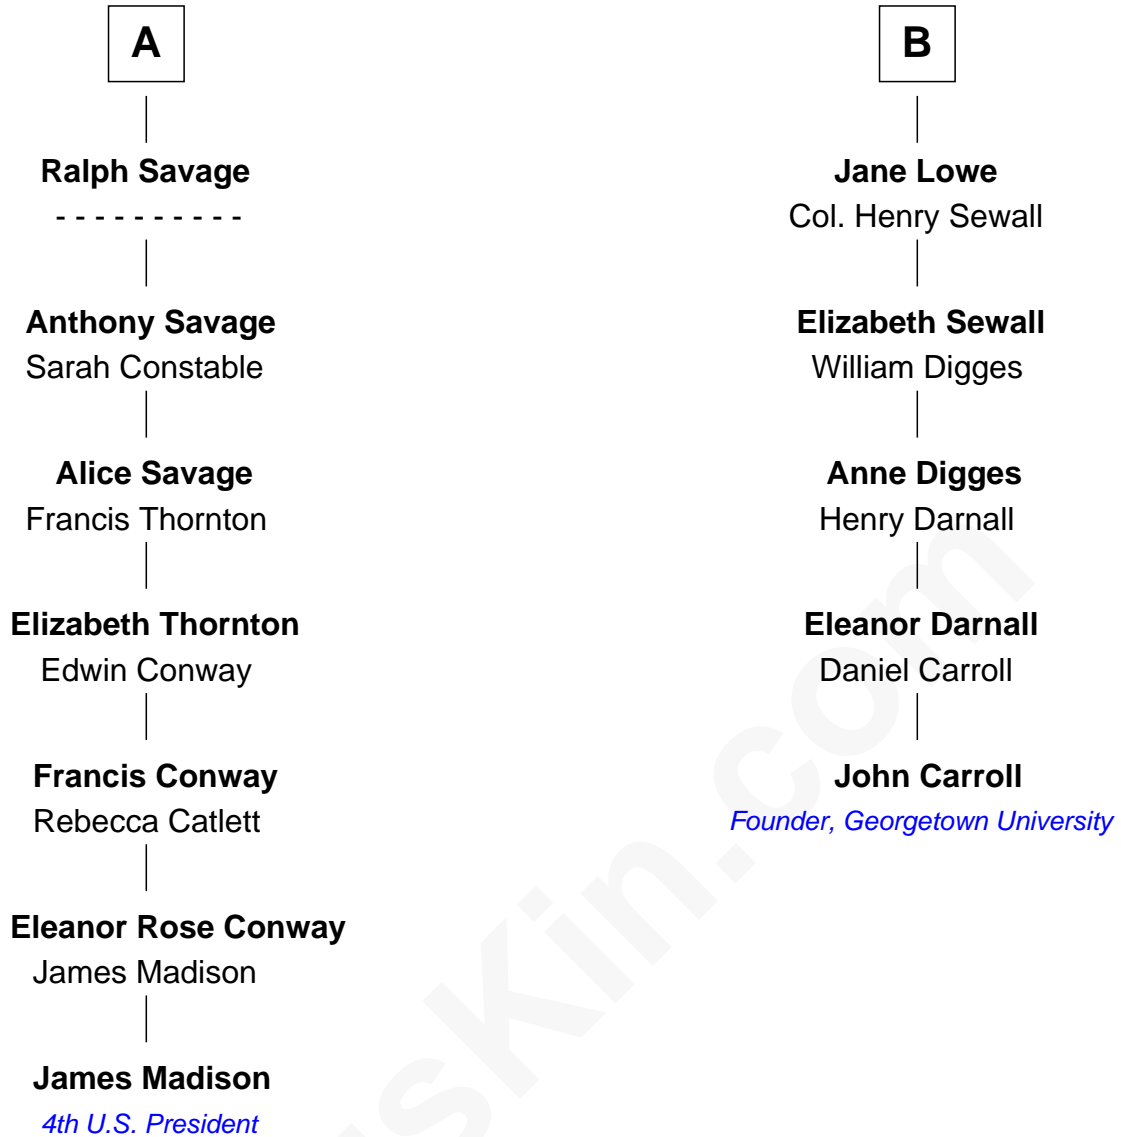 A
Ralph Savage
- - - - - - - - - -
Anthony Savage
Sarah Constable
Alice Savage
Francis Thornton
Elizabeth Thornton
Edwin Conway
Francis Conway
Rebecca Catlett
Eleanor Rose Conway
James Madison
James Madison
4th U.S. President
B
Jane Lowe
Col. Henry Sewall
Elizabeth Sewall
William Digges
Anne Digges
Henry Darnall
Eleanor Darnall
Daniel Carroll
John Carroll
Founder, Georgetown University